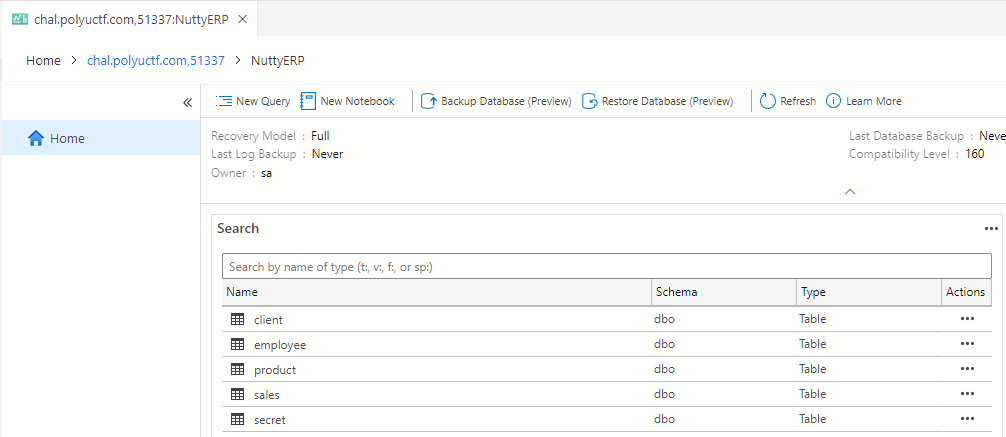 chal.polyuctf.com,51337:NuttyERP
Home > chal.polyuctf.com,51337 > NuttyERP
New Query New Notebook Backup Database (Preview) Restore Database (Preview) Refresh Learn More
Home
Recovery Model : Full
Last Database Backup : Neve
Last Log Backup : Never
Compatibility Level : 160
Owner : sa
Search
Search by name of type (t:, v:, f:, or sp:)
Name Schema Type Actions
client dbo Table
employee dbo Table
product dbo Table
sales dbo Table
secret dbo Table